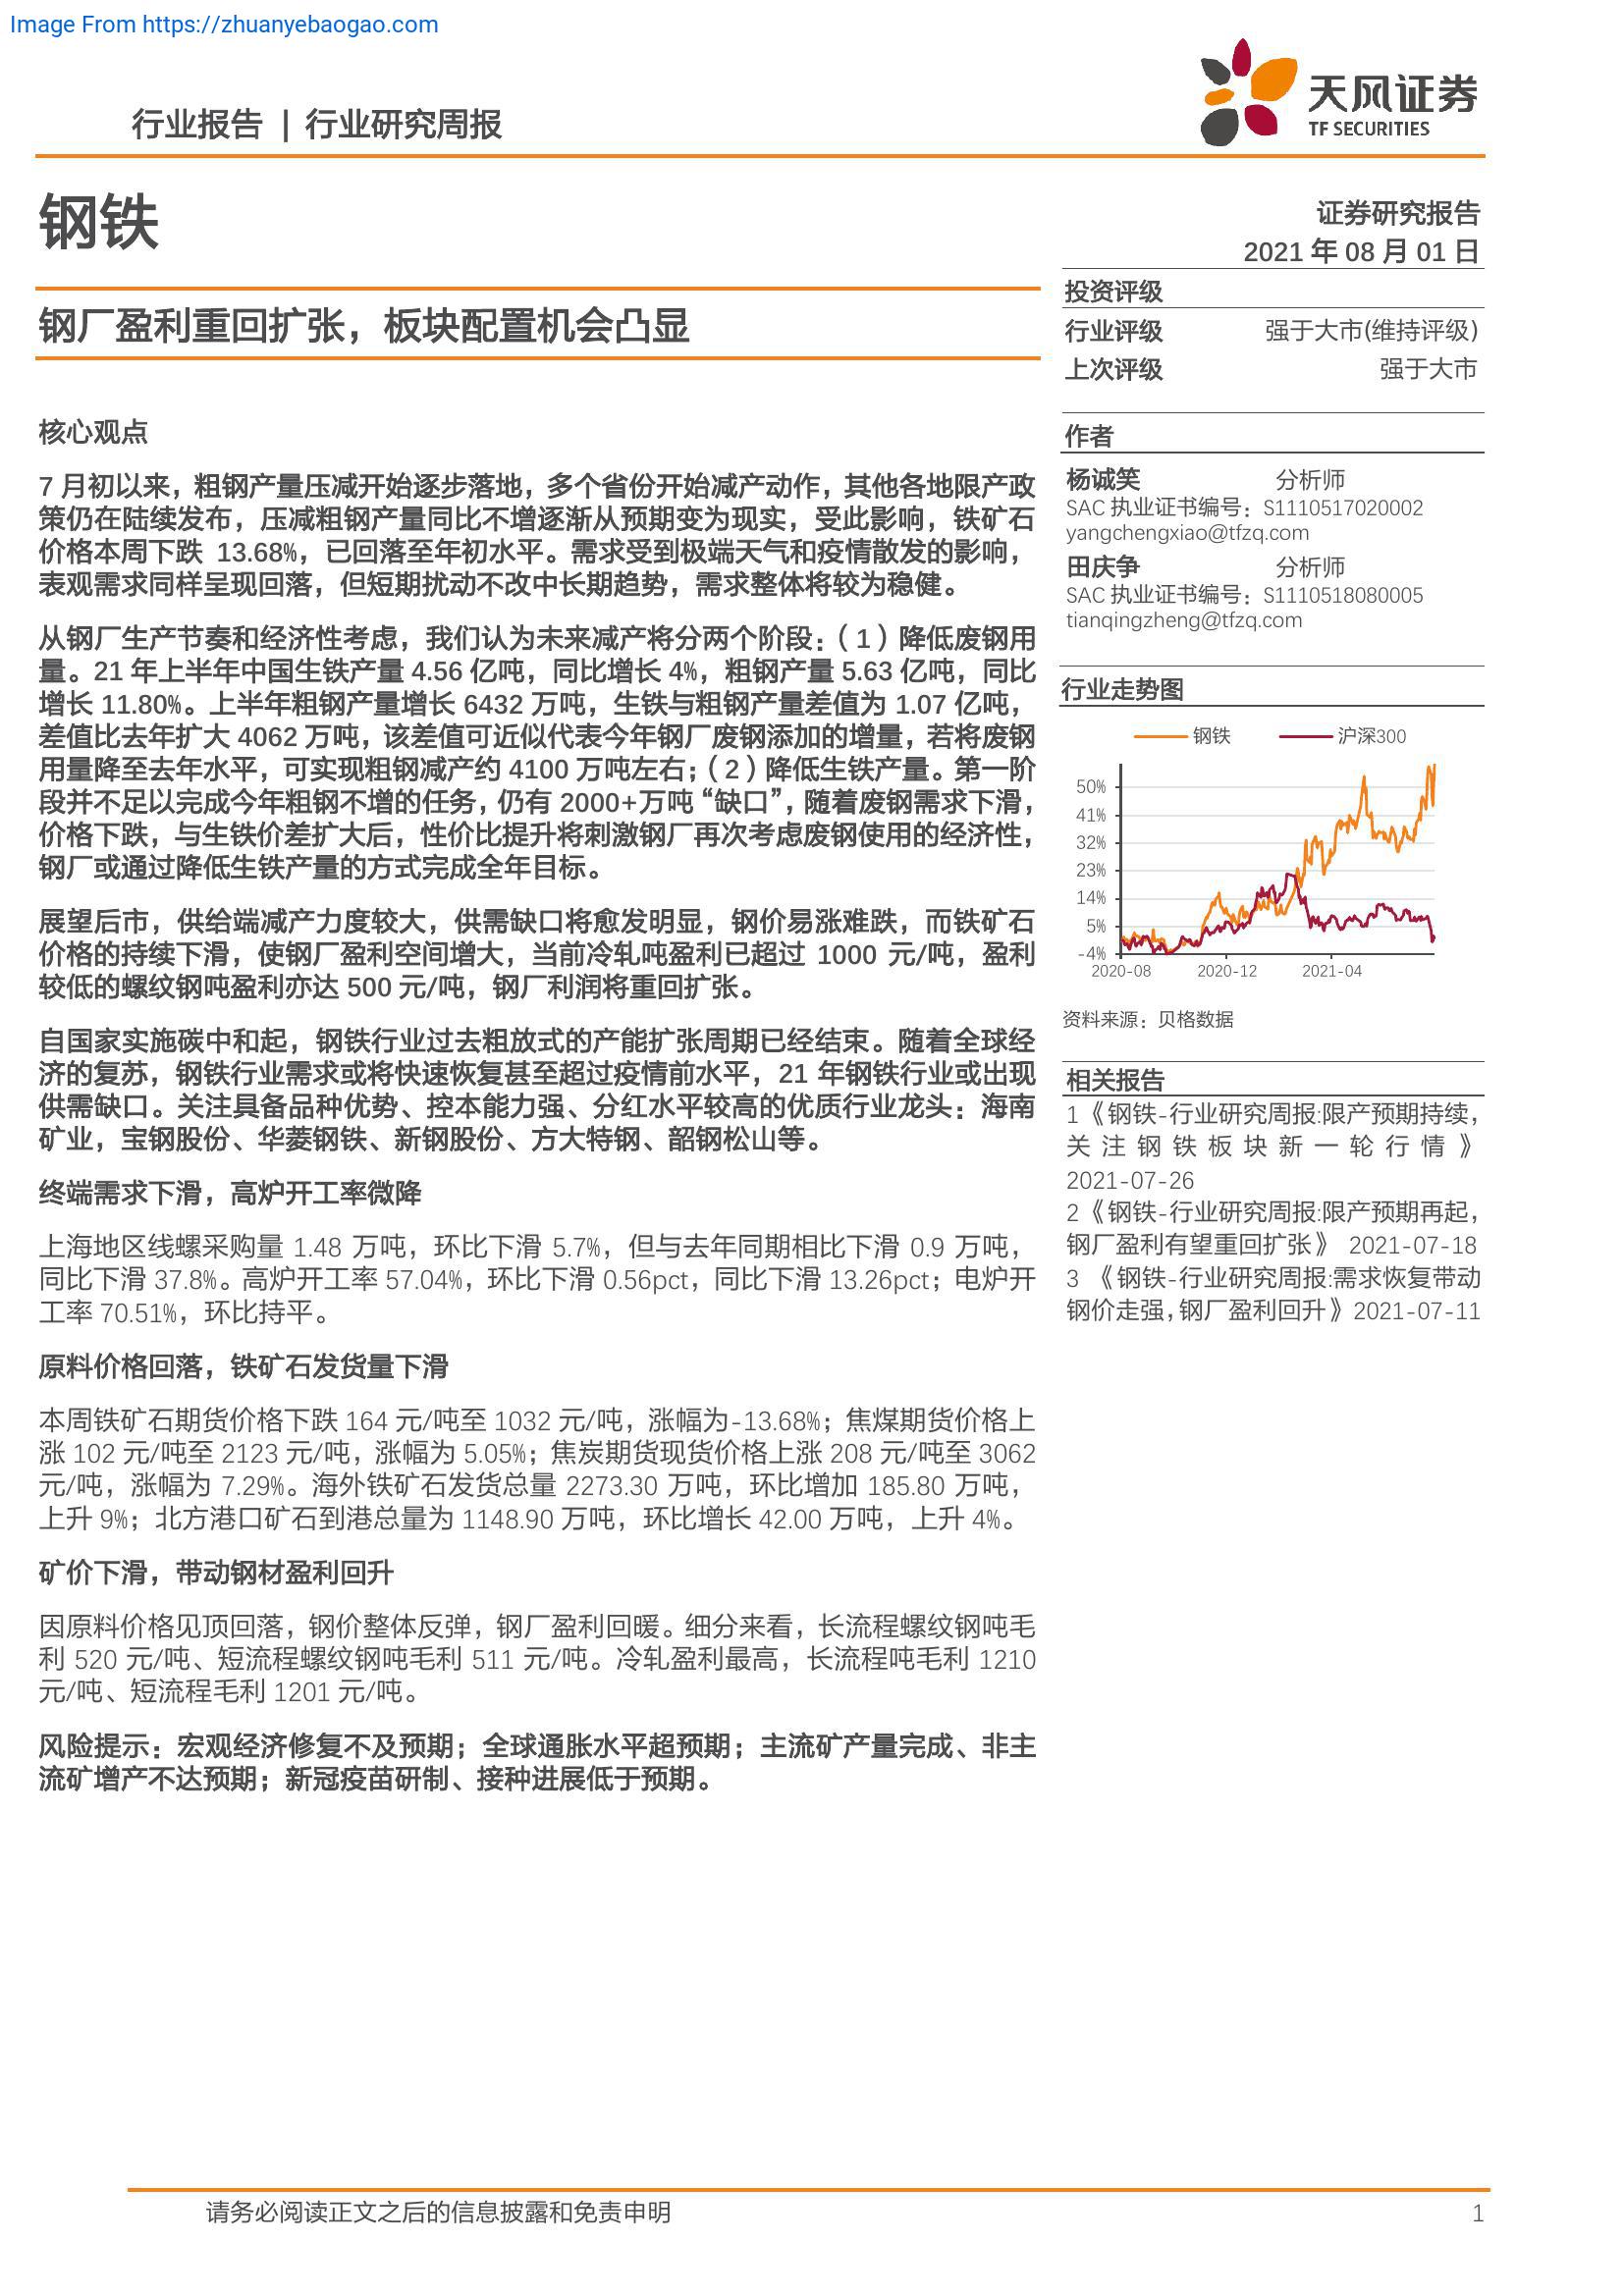 Image From https://zhuanyebaogao.com
天风证券
TF SECURITIES
行业报告 | 行业研究周报
钢铁
证券研究报告
2021 年 08 月 01 日
钢厂盈利重回扩张，板块配置机会凸显
核心观点
7 月初以来，粗钢产量压减开始逐步落地，多个省份开始减产动作，其他各地限产政
策仍在陆续发布，压减粗钢产量同比不增逐渐从预期变为现实，受此影响，铁矿石
价格本周下跌 13.68%，已回落至年初水平。需求受到极端天气和疫情散发的影响，
表观需求同样呈现回落，但短期扰动不改中长期趋势，需求整体将较为稳健。
从钢厂生产节奏和经济性考虑，我们认为未来减产将分两个阶段：（1）降低废钢用
量。21 年上半年中国生铁产量 4.56 亿吨，同比增长 4%，粗钢产量 5.63 亿吨，同比
增长 11.80%。上半年粗钢产量增长 6432 万吨，生铁与粗钢产量差值为 1.07 亿吨，
差值比去年扩大 4062 万吨，该差值可近似代表今年钢厂废钢添加的增量，若将废钢
用量降至去年水平，可实现粗钢减产约 4100 万吨左右；（2）降低生铁产量。第一阶
段并不足以完成今年粗钢不增的任务，仍有 2000+万吨“缺口”，随着废钢需求下滑，
价格下跌，与生铁价差扩大后，性价比提升将刺激钢厂再次考虑废钢使用的经济性，
钢厂或通过降低生铁产量的方式完成全年目标。
展望后市，供给端减产力度较大，供需缺口将愈发明显，钢价易涨难跌，而铁矿石
价格的持续下滑，使钢厂盈利空间增大，当前冷轧吨盈利已超过 1000 元/吨，盈利
较低的螺纹钢吨盈利亦达 500 元/吨，钢厂利润将重回扩张。
自国家实施碳中和起，钢铁行业过去粗放式的产能扩张周期已经结束。随着全球经
济的复苏，钢铁行业需求或将快速恢复甚至超过疫情前水平，21 年钢铁行业或出现
供需缺口。关注具备品种优势、控本能力强、分红水平较高的优质行业龙头：海南
矿业，宝钢股份、华菱钢铁、新钢股份、方大特钢、韶钢松山等。
终端需求下滑，高炉开工率微降
上海地区线螺采购量 1.48 万吨，环比下滑 5.7%，但与去年同期相比下滑 0.9 万吨，
同比下滑 37.8%。高炉开工率 57.04%，环比下滑 0.56pct，同比下滑 13.26pct；电炉开
工率 70.51%，环比持平。
原料价格回落，铁矿石发货量下滑
本周铁矿石期货价格下跌 164 元/吨至 1032 元/吨，涨幅为-13.68%；焦煤期货价格上
涨 102 元/吨至 2123 元/吨，涨幅为 5.05%；焦炭期货现货价格上涨 208 元/吨至 3062
元/吨，涨幅为 7.29%。海外铁矿石发货总量 2273.30 万吨，环比增加 185.80 万吨，
上升 9%；北方港口矿石到港总量为 1148.90 万吨，环比增长 42.00 万吨，上升 4%。
矿价下滑，带动钢材盈利回升
因原料价格见顶回落，钢价整体反弹，钢厂盈利回暖。细分来看，长流程螺纹钢吨毛
利 520 元/吨、短流程螺纹钢吨毛利 511 元/吨。冷轧盈利最高，长流程吨毛利 1210
元/吨、短流程毛利 1201 元/吨。
风险提示：宏观经济修复不及预期；全球通胀水平超预期；主流矿产量完成、非主
流矿增产不达预期；新冠疫苗研制、接种进展低于预期。
投资评级
行业评级 强于大市(维持评级)
上次评级 强于大市
作者
杨诚笑 分析师
SAC 执业证书编号：S1110517020002
yangchengxiao@tfzq.com
田庆争 分析师
SAC 执业证书编号：S1110518080005
tianqingzheng@tfzq.com
行业走势图
钢铁 沪深300
50%
41%
32%
23%
14%
5%
-4%
2020-08 2020-12 2021-04
资料来源：贝格数据
相关报告
1《钢铁-行业研究周报:限产预期持续，
关注钢铁板块新一轮行情》
2021-07-26
2《钢铁-行业研究周报:限产预期再起，
钢厂盈利有望重回扩张》 2021-07-18
3 《钢铁-行业研究周报:需求恢复带动
钢价走强，钢厂盈利回升》2021-07-11
请务必阅读正文之后的信息披露和免责申明 1